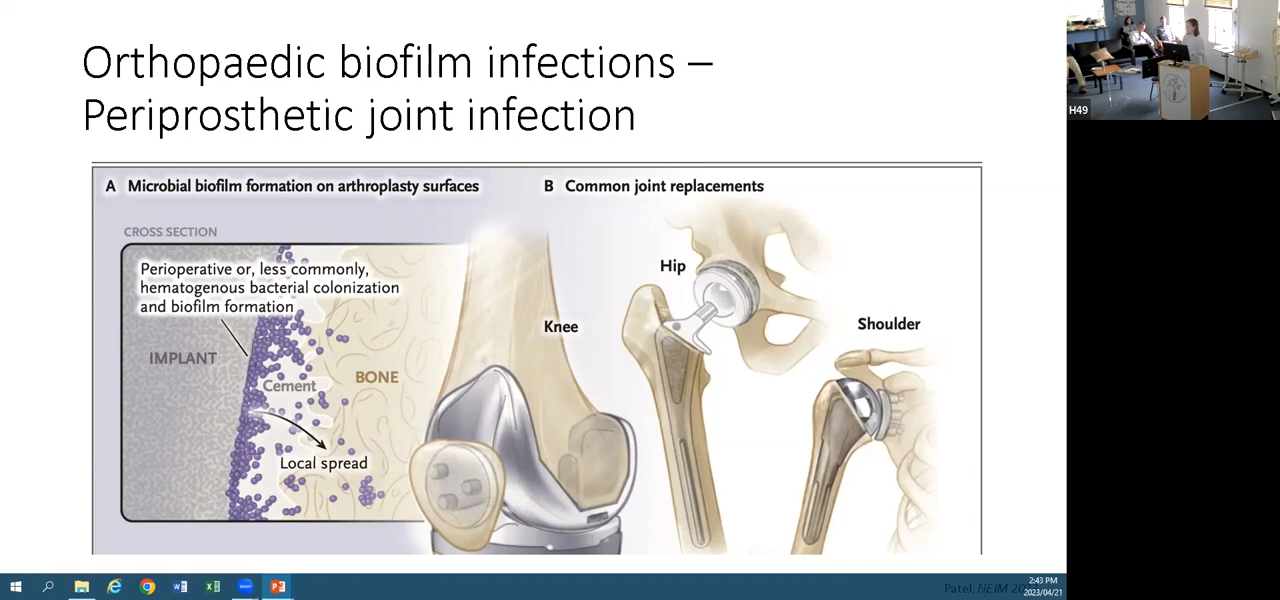 Orthopaedic biofilm infections –
Periprosthetic joint infection
A Microbial biofilm formation on arthroplasty surfaces
B Common joint replacements
CROSS SECTION
Perioperative or, less commonly,
hematogenous bacterial colonization
and biofilm formation
IMPLANT
Cement
BONE
Local spread
Knee
Hip
Shoulder
H49
Patel, NEJM
2:43 PM
2023/04/21